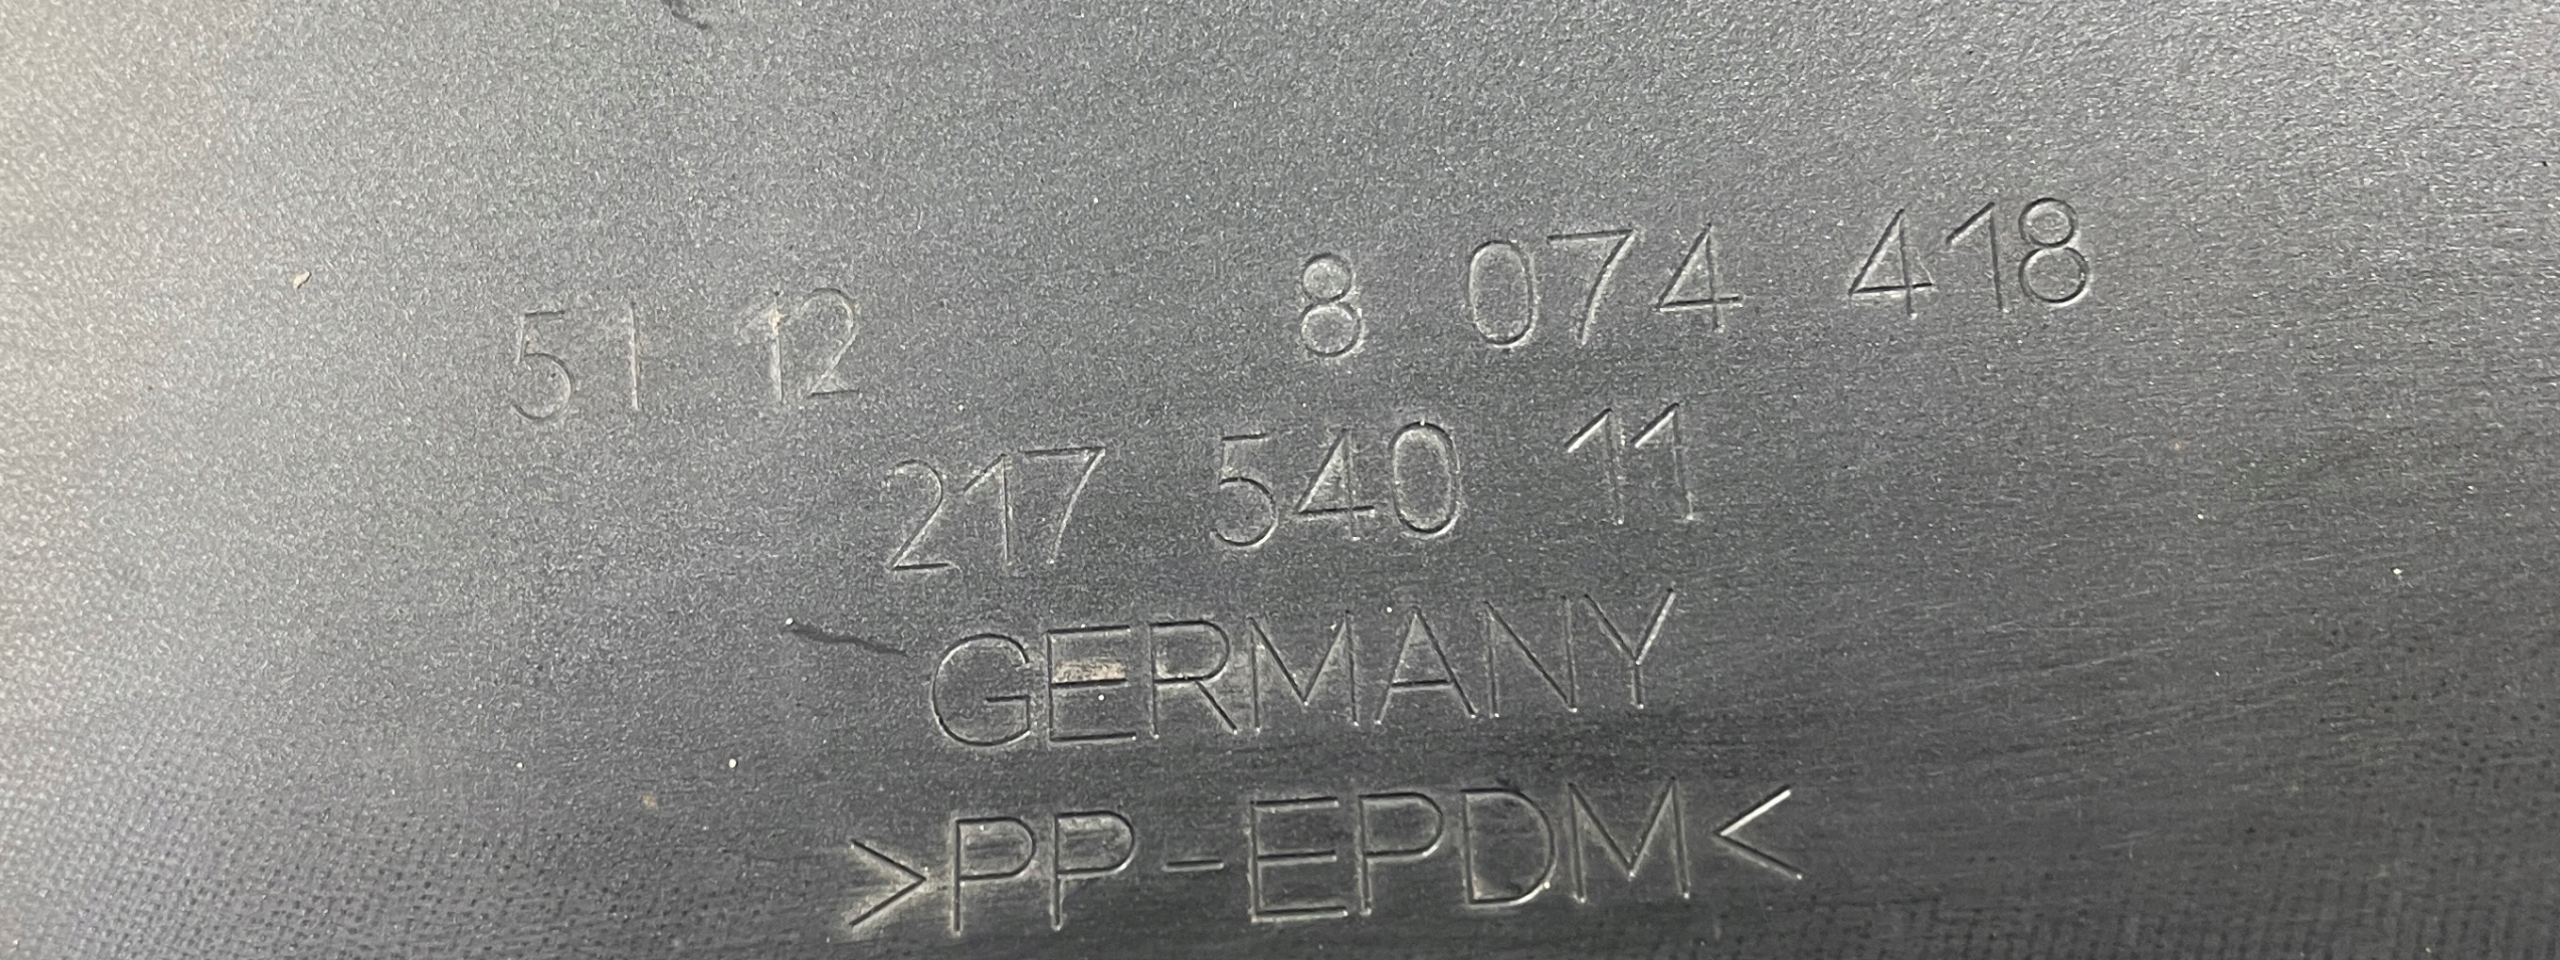 51 12 8 074 418
217 540 11
GERMANY
>PP-EPDM<